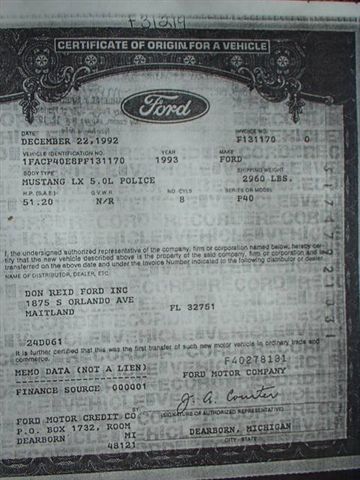 F31219
CERTIFICATE OF ORIGIN FOR A VEHICLE
Ford
DATE INVOICE NO.
DECEMBER 22,1992 F131170 0
VEHICLE IDENTIFICATION NO. YEAR MAKE
1FACP40E8PF131170 1993 FORD
BODY TYPE SHIPPING WEIGHT
MUSTANG LX 5.0L POLICE 2960 LBS.
H.P. (S.A.E.) G.V.W.R. NO. CYLS. SERIES OR MODEL
51.20 N/R 8 P40
I, the undersigned authorized representative of the company, firm or corporation named below, hereby cer-
tify that the new vehicle described above is the property of the said company, firm or corporation and is
transferred on the above date and under the Invoice Number indicated to the following distributor or dealer.
NAME OF DISTRIBUTOR, DEALER, ETC.
DON REID FORD INC
1875 S ORLANDO AVE
MAITLAND FL 32751
24D061
It is further certified that this was the first transfer of such new motor vehicle in ordinary trade and
commerce.
F40278181
MEMO DATA (NOT A LIEN) FORD MOTOR COMPANY
FINANCE SOURCE 000001
J. A. Courter
(SIGNATURE OF AUTHORIZED REPRESENTATIVE)
FORD MOTOR CREDIT CO
P.O. BOX 1732, ROOM DEARBORN, MICHIGAN
DEARBORN MI CITY - STATE
48121